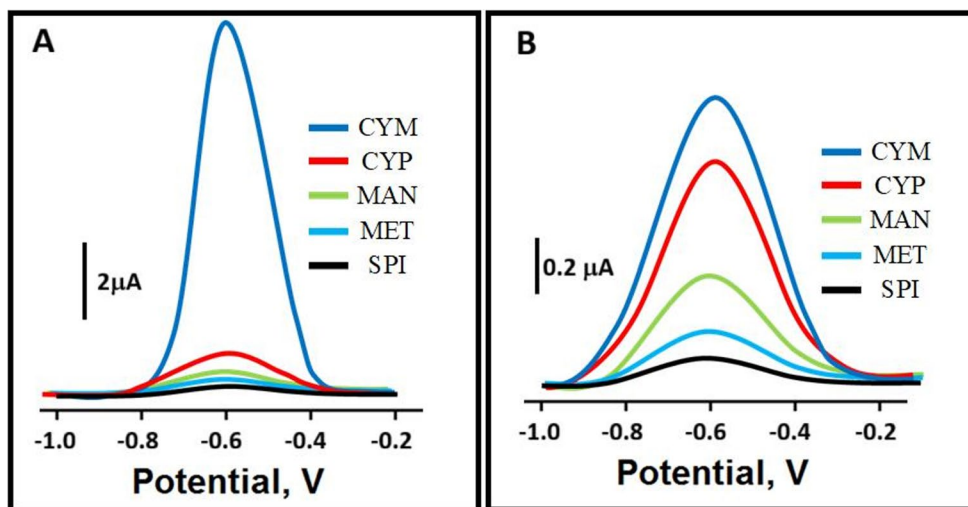 A
CYM
CYP
MAN
MET
SPI
2µA
-1.0 -0.8 -0.6 -0.4 -0.2
Potential, V
B
CYM
CYP
MAN
MET
SPI
0.2 µA
-1.0 -0.8 -0.6 -0.4 -0.2
Potential, V